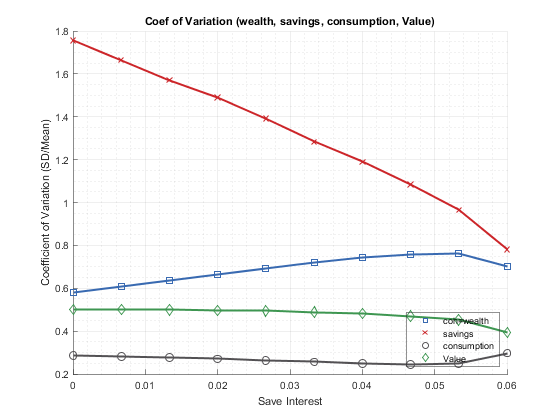 Coef of Variation (wealth, savings, consumption, Value)
Coefficient of Variation (SD/Mean)
1.8
1.6
1.4
1.2
1
0.8
0.6
0.4
0.2
savings
consumption
Value
0
0.01
0.02
0.03
0.04
0.05
0.06
Save Interest